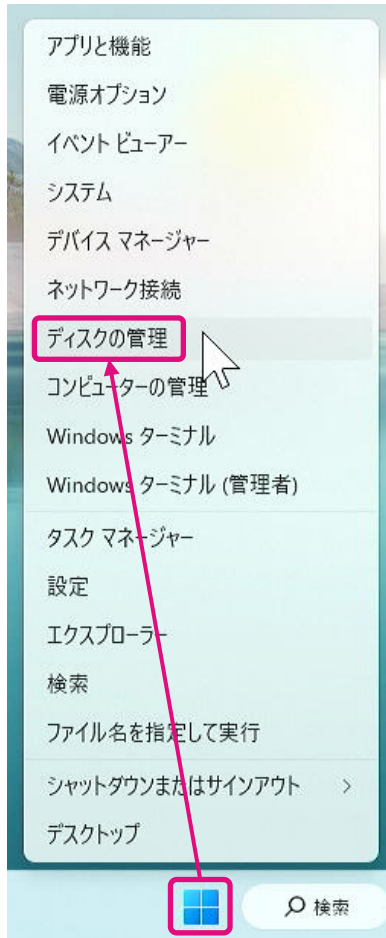 アプリと機能
電源オプション
イベント ビューアー
システム
デバイス マネージャー
ネットワーク接続
ディスクの管理
コンピューターの管理
Windows ターミナル
Windows ターミナル (管理者)
タスク マネージャー
設定
エクスプローラー
検索
ファイル名を指定して実行
シャットダウンまたはサインアウト
デスクトップ
検索